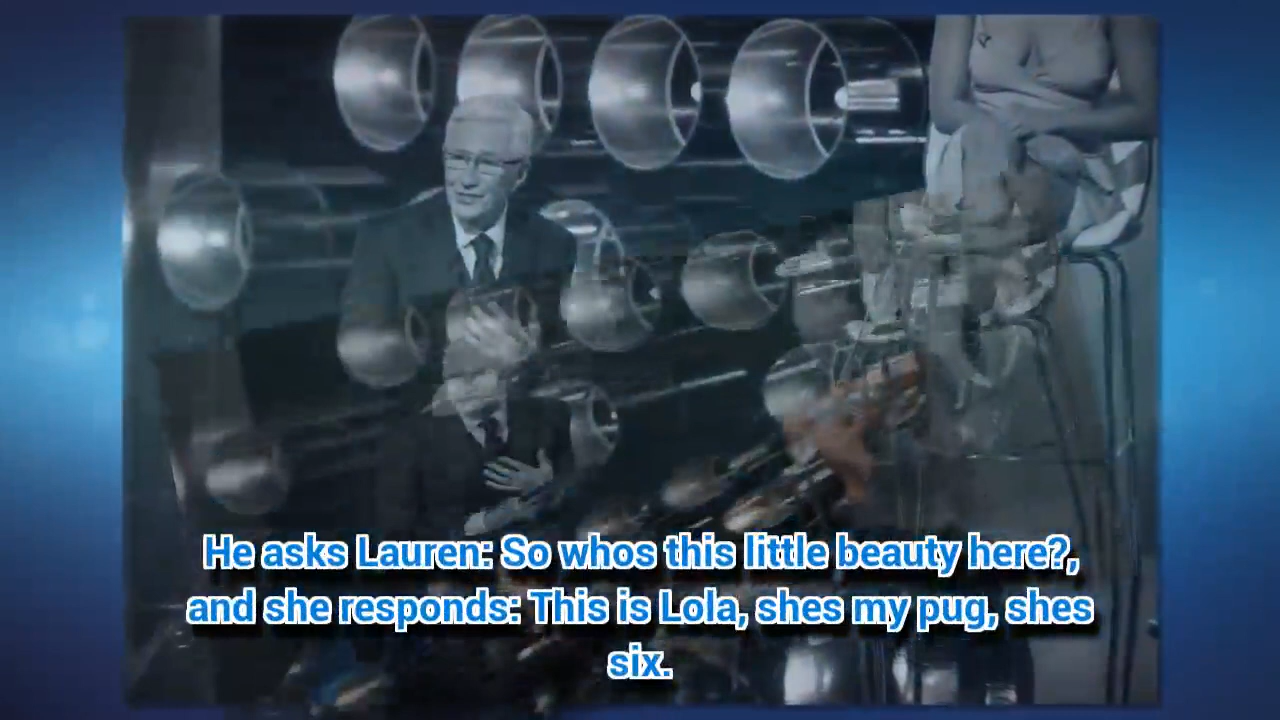 He asks Lauren: So whos this little beauty here?,
and she responds: This is Lola, shes my pug, shes
six.